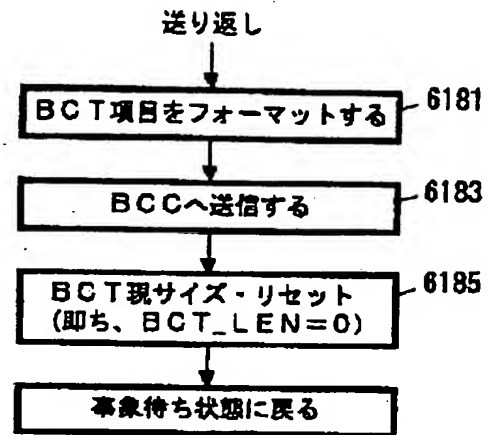 送り返し
BCT項目をフォーマットする
6181
BCCへ送信する
6183
BCT現サイズ・リセット
(即ち、BCT_LEN=0)
6185
事象待ち状態に戻る